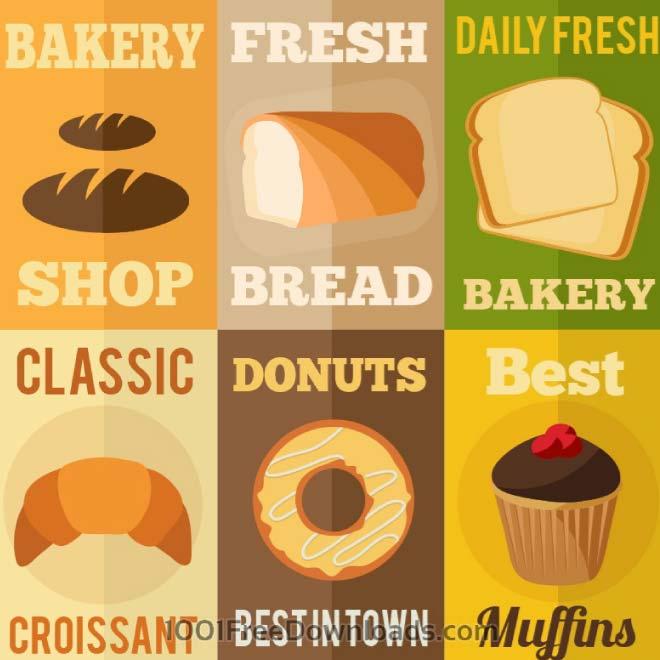 BAKERY
SHOP
FRESH
BREAD
DAILY FRESH
BAKERY
CLASSIC
CROISSANT
DONUTS
BEST IN TOWN
Best
Muffins
1001FreeDownloads.com